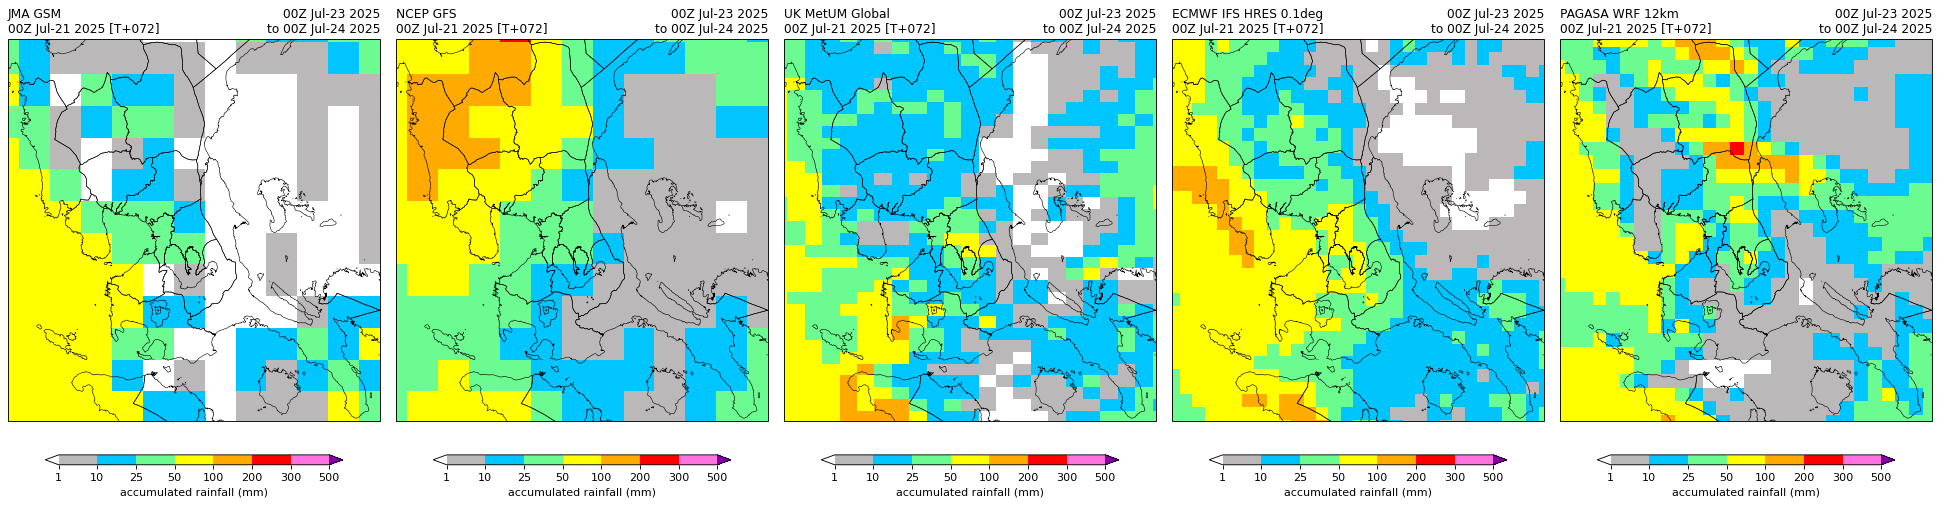 JMA GSM 00Z Jul-23 2025
00Z Jul-21 2025 [T+072] to 00Z Jul-24 2025
NCEP GFS 00Z Jul-23 2025
00Z Jul-21 2025 [T+072] to 00Z Jul-24 2025
UK MetUM Global 00Z Jul-23 2025
00Z Jul-21 2025 [T+072] to 00Z Jul-24 2025
ECMWF IFS HRES 0.1deg 00Z Jul-23 2025
00Z Jul-21 2025 [T+072] to 00Z Jul-24 2025
PAGASA WRF 12km 00Z Jul-23 2025
00Z Jul-21 2025 [T+072] to 00Z Jul-24 2025
1 10 25 50 100 200 300 500
accumulated rainfall (mm)
1 10 25 50 100 200 300 500
accumulated rainfall (mm)
1 10 25 50 100 200 300 500
accumulated rainfall (mm)
1 10 25 50 100 200 300 500
accumulated rainfall (mm)
1 10 25 50 100 200 300 500
accumulated rainfall (mm)